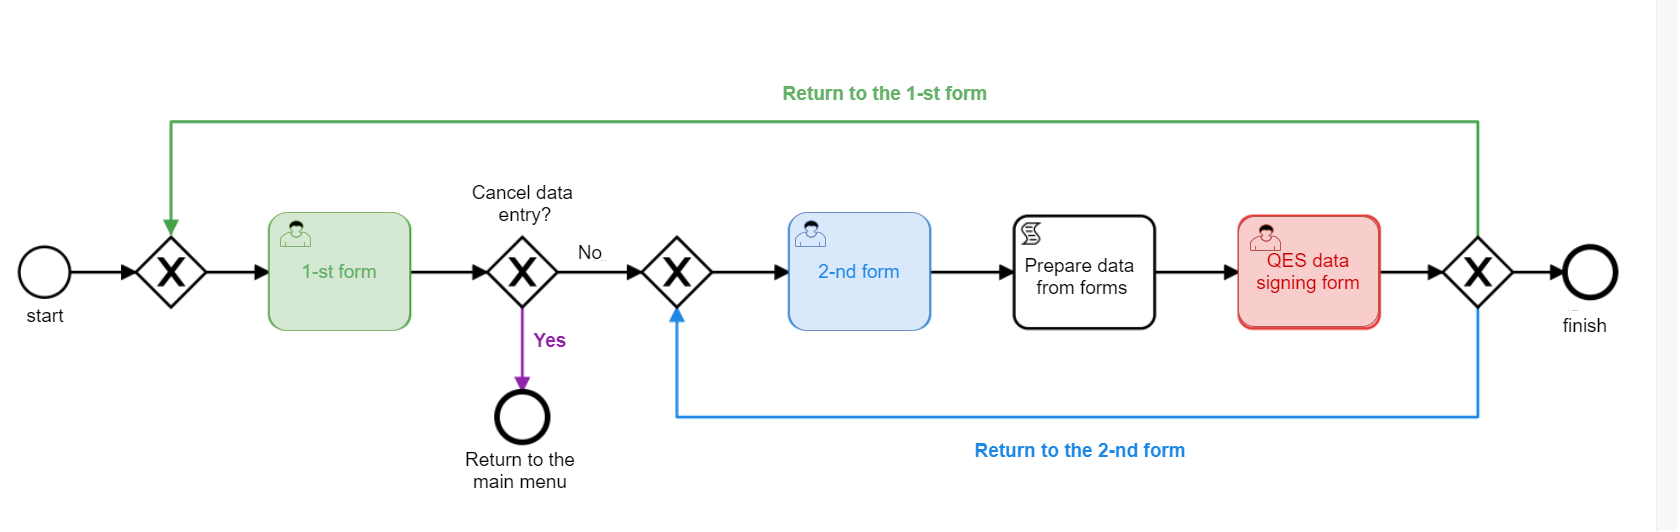 Return to the 1-st form
Cancel data
entry?
No
1-st form
2-nd form
Prepare data
from forms
QES data
signing form
start
Yes
finish
Return to the
main menu
Return to the 2-nd form